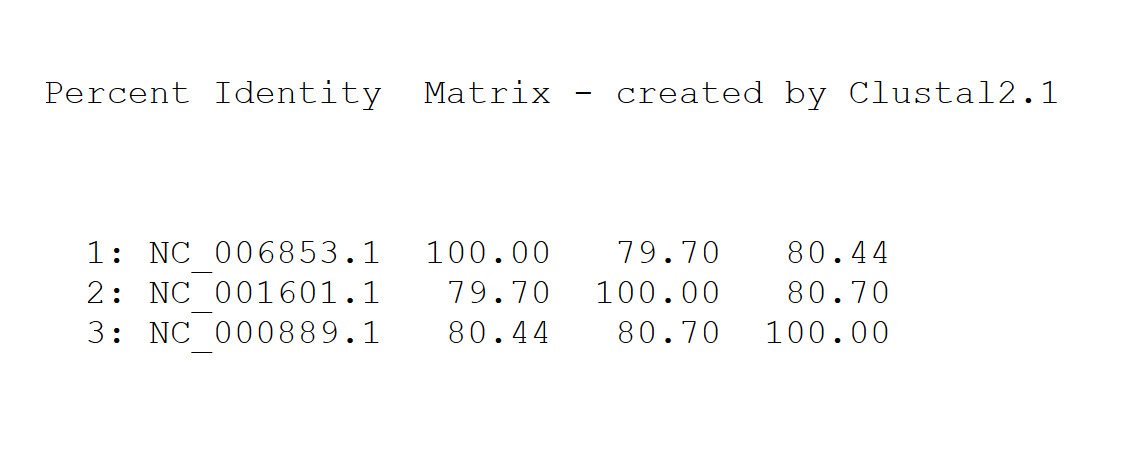 Percent Identity  Matrix - created by Clustal2.1
1: NC_006853.1  100.00   79.70   80.44
2: NC_001601.1   79.70  100.00   80.70
3: NC_000889.1   80.44   80.70  100.00